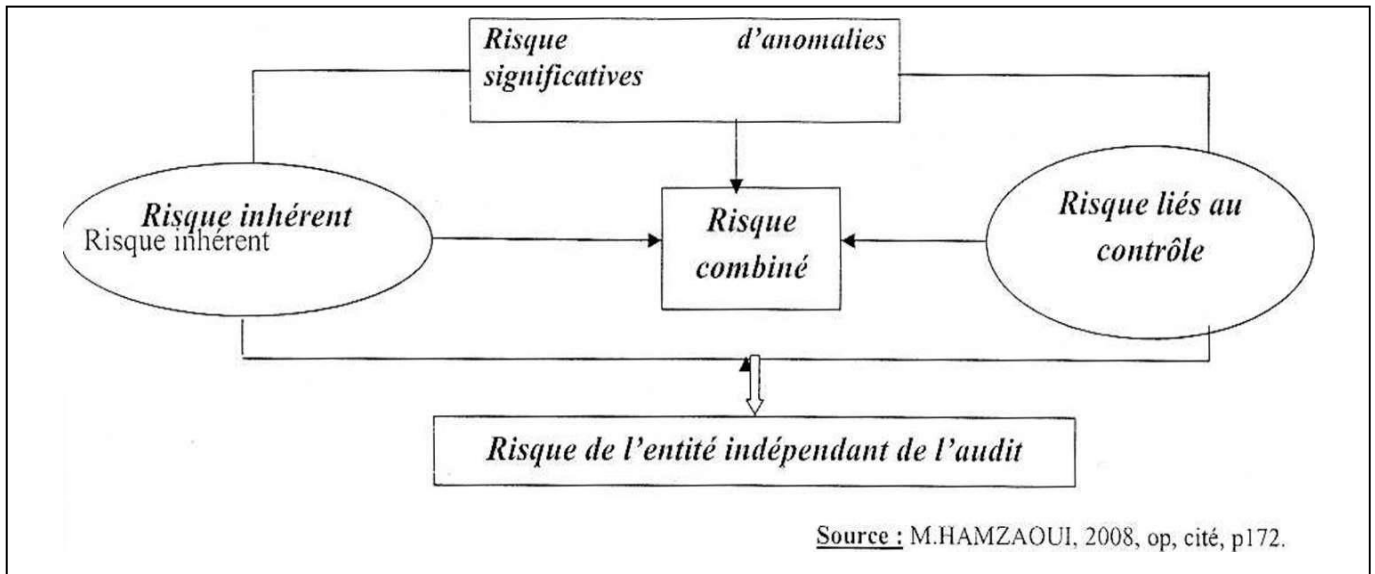 Risque d'anomalies
significatives
Risque inhérent
Risque inhérent
Risque
combiné
Risque liés au
contrôle
Risque de l'entité indépendant de l'audit
Source : M.HAMZAOUI, 2008, op, cité, p172.